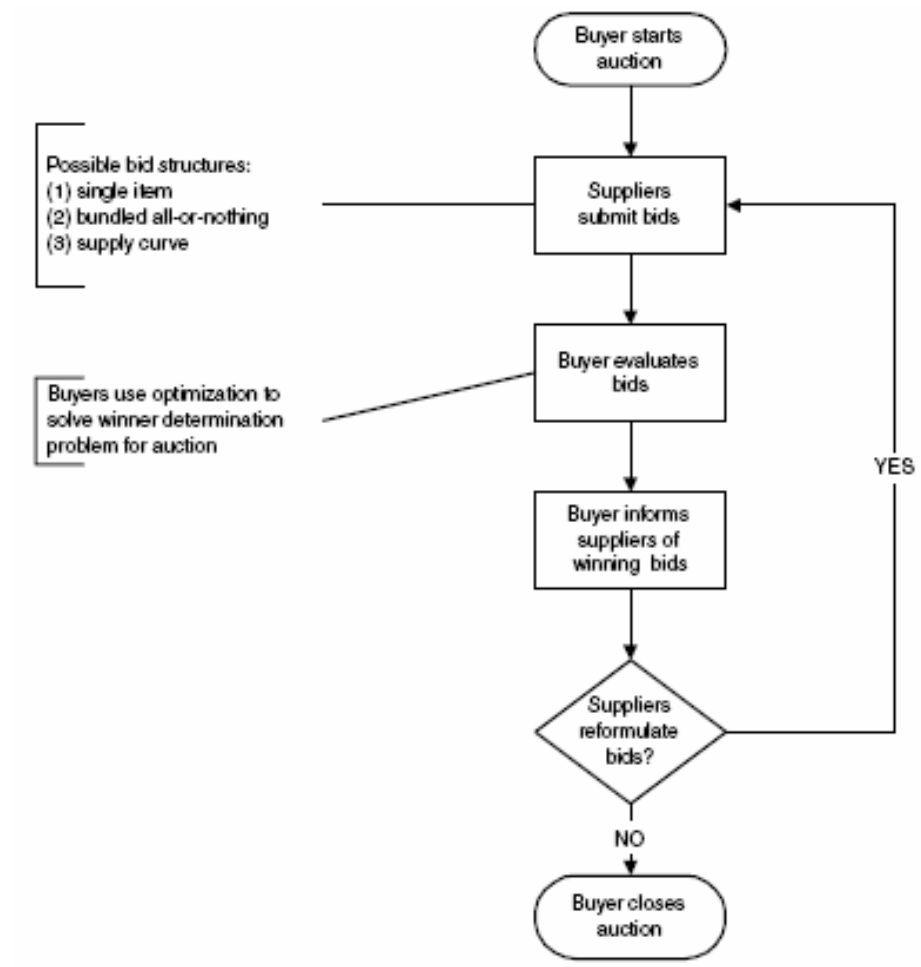 Buyer starts
auction
Possible bid structures:
(1) single item
(2) bundled all-or-nothing
(3) supply curve
Suppliers
submit bids
Buyer evaluates
bids
Buyers use optimization to
solve winner determination
problem for auction
YES
Buyer informs
suppliers of
winning bids
Suppliers
reformulate
bids?
NO
Buyer closes
auction